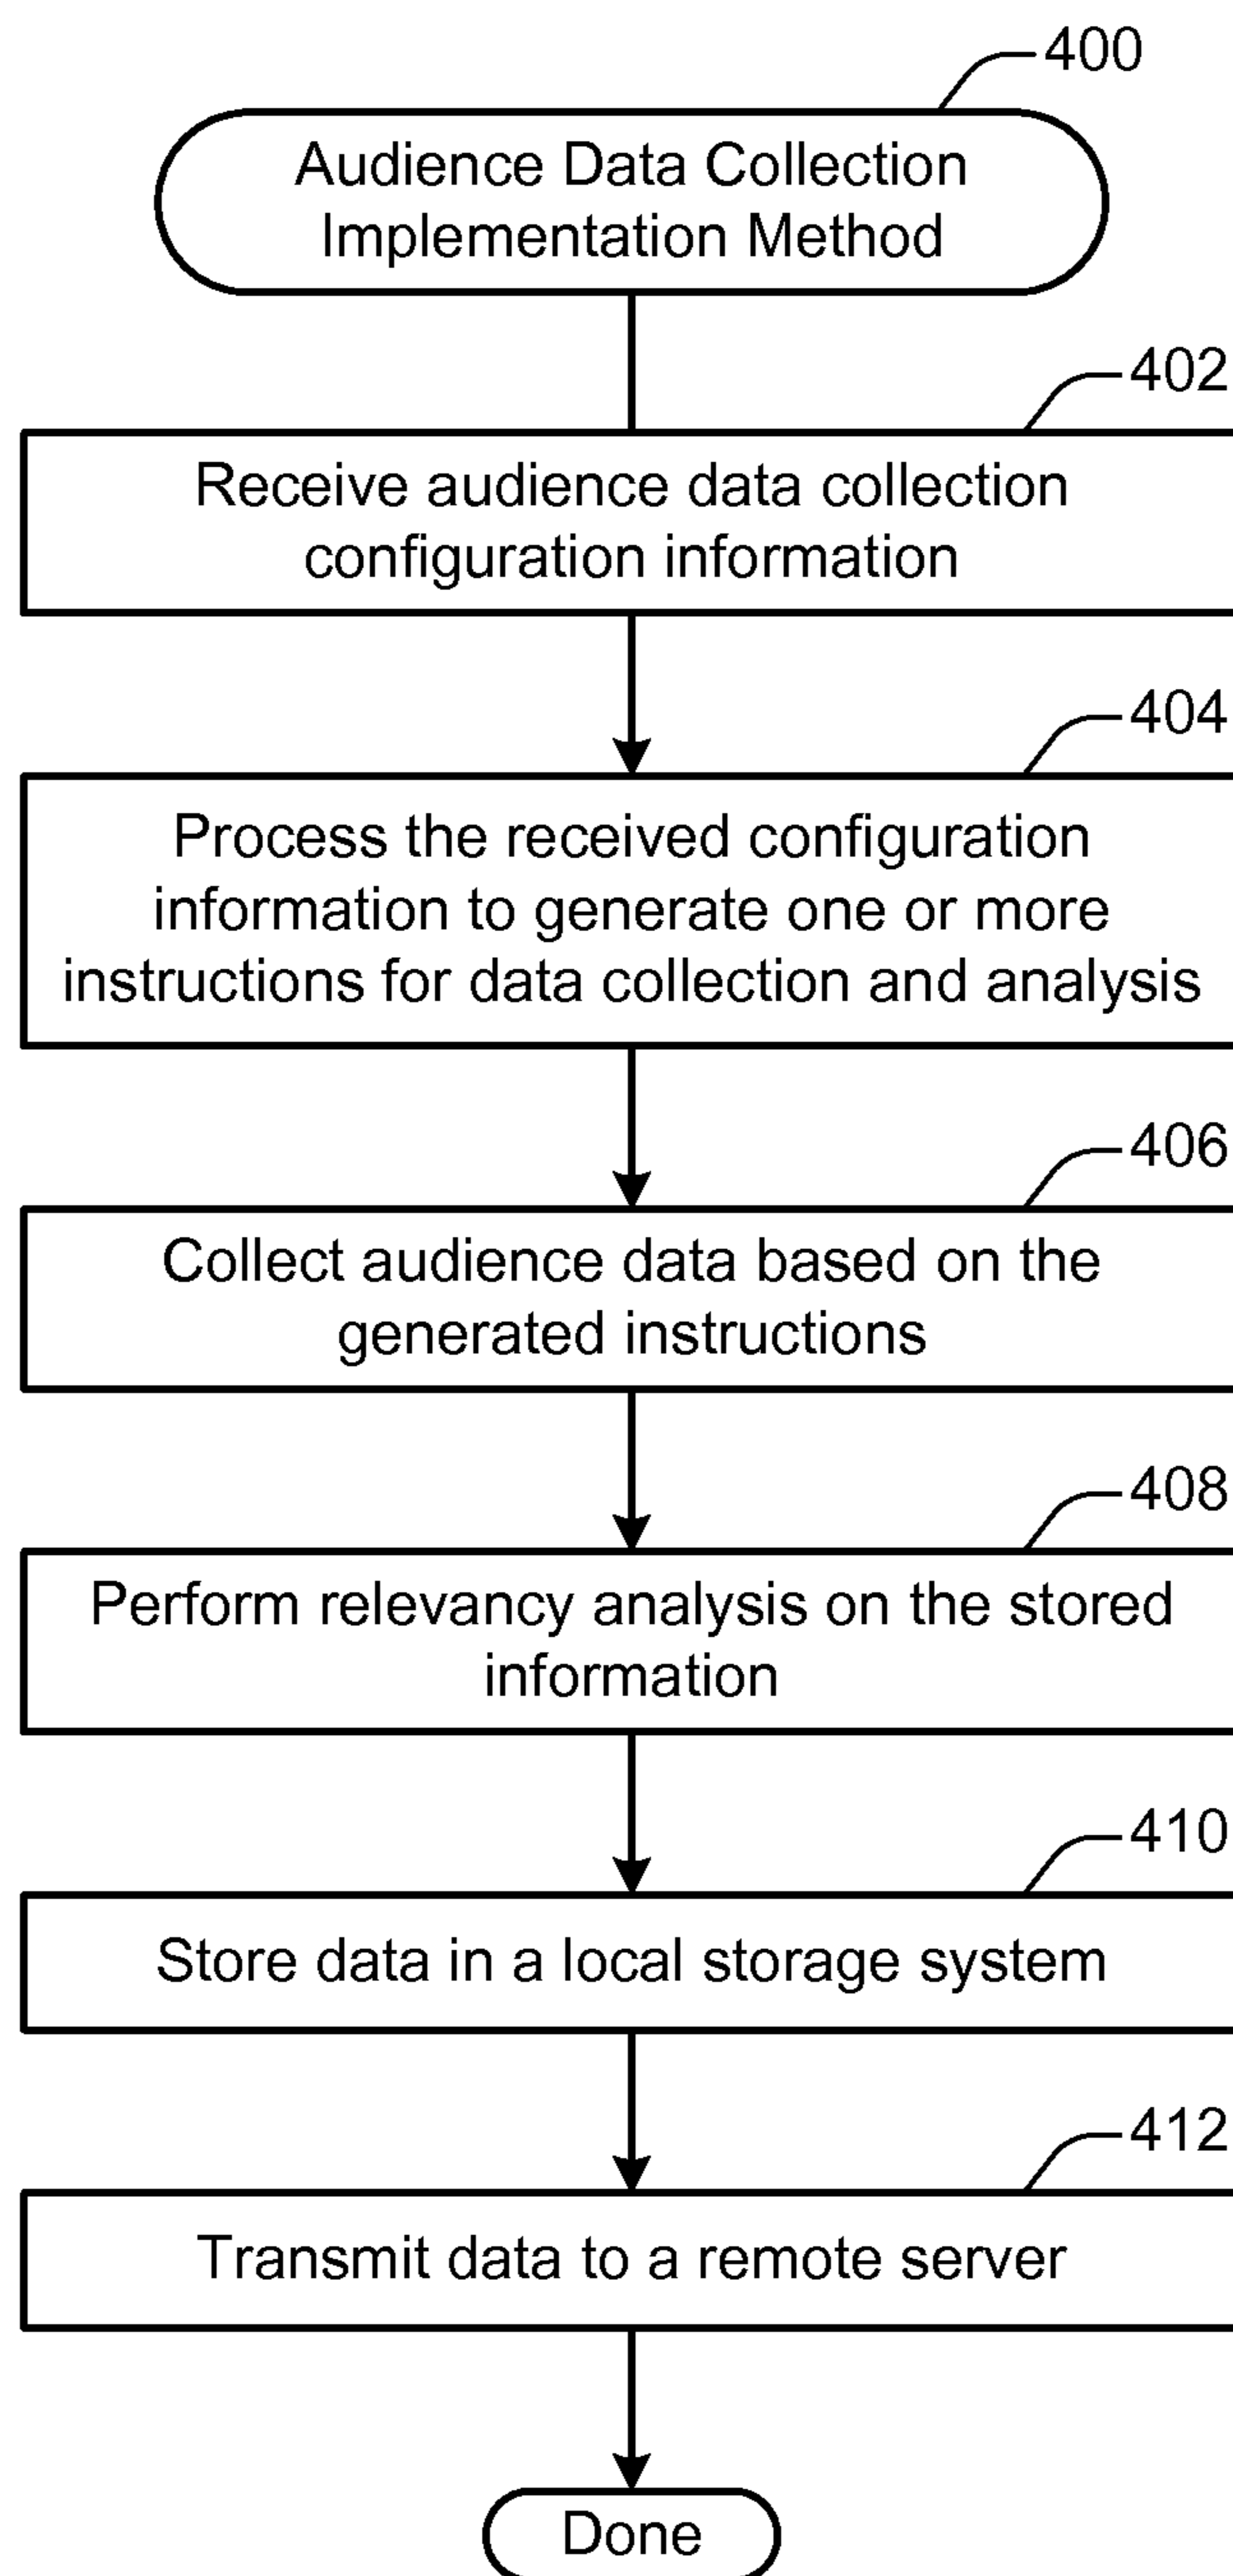 400
Audience Data Collection
Implementation Method
402
Receive audience data collection
configuration information
404
Process the received configuration
information to generate one or more
instructions for data collection and analysis
406
Collect audience data based on the
generated instructions
408
Perform relevancy analysis on the stored
information
410
Store data in a local storage system
412
Transmit data to a remote server
Done